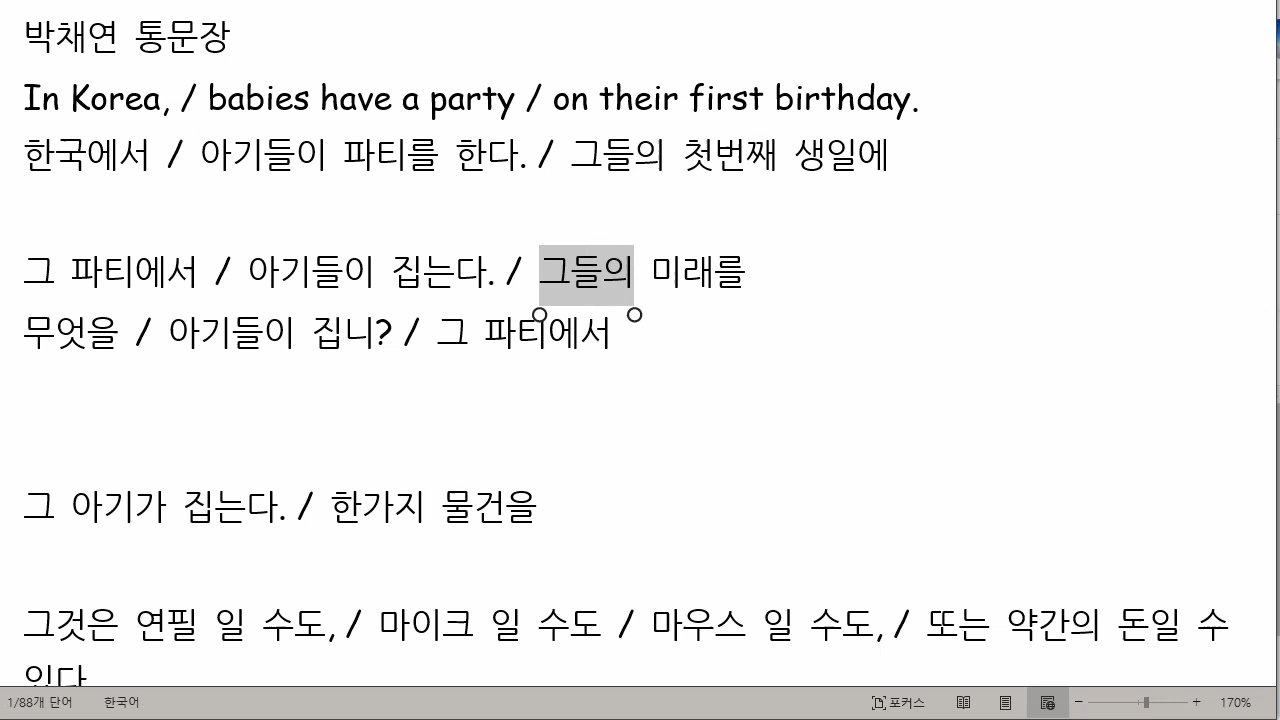 박채연 통문장
In Korea, / babies have a party / on their first birthday.
한국에서 / 아기들이 파티를 한다. / 그들의 첫번째 생일에
그 파티에서 / 아기들이 집는다. / 그들의 미래를
무엇을 / 아기들이 집니? / 그 파티에서
그 아기가 집는다. / 한가지 물건을
그것은 연필 일 수도, / 마이크 일 수도 / 마우스 일 수도, / 또는 약간의 돈일 수
있다
1/88개 단어 한국어 포커스 170%